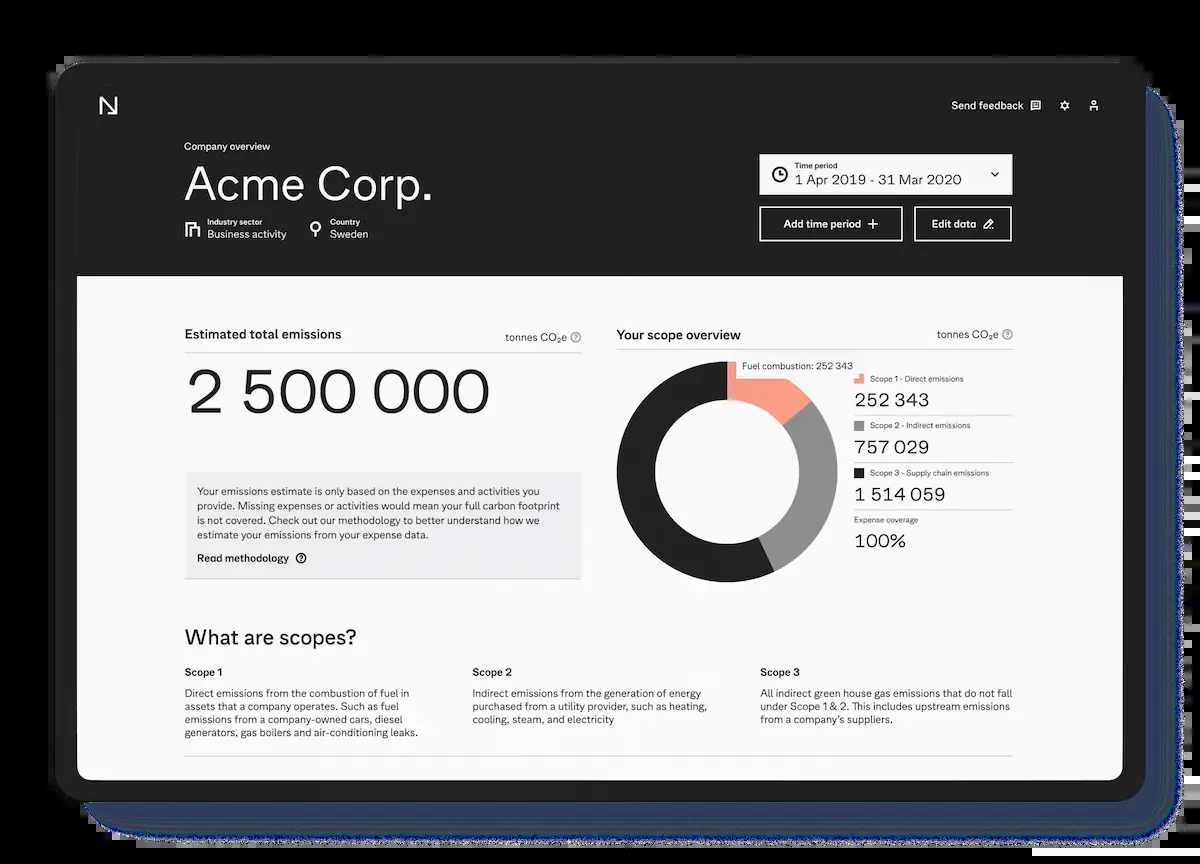 Send feedback
Company overview
Acme Corp.
Industry sector
Business activity
Country
Sweden
Time period
1 Apr 2019 - 31 Mar 2020
Add time period +
Edit data
Estimated total emissions
tonnes CO₂e
2 500 000
Your emissions estimate is only based on the expenses and activities you
provide. Missing expenses or activities would mean your full carbon footprint
is not covered. Check out our methodology to better understand how we
estimate your emissions from your expense data.
Read methodology
Your scope overview
tonnes CO₂e
Fuel combustion: 252 343
Scope 1 - Direct emissions
252 343
Scope 2 - Indirect emissions
757 029
Scope 3 - Supply chain emissions
1 514 059
Expense coverage
100%
What are scopes?
Scope 1
Direct emissions from the combustion of fuel in
assets that a company operates. Such as fuel
emissions from a company-owned cars, diesel
generators, gas boilers and air-conditioning leaks.
Scope 2
Indirect emissions from the generation of energy
purchased from a utility provider, such as heating,
cooling, steam, and electricity
Scope 3
All indirect green house gas emissions that do not fall
under Scope 1 & 2. This includes upstream emissions
from a company's suppliers.